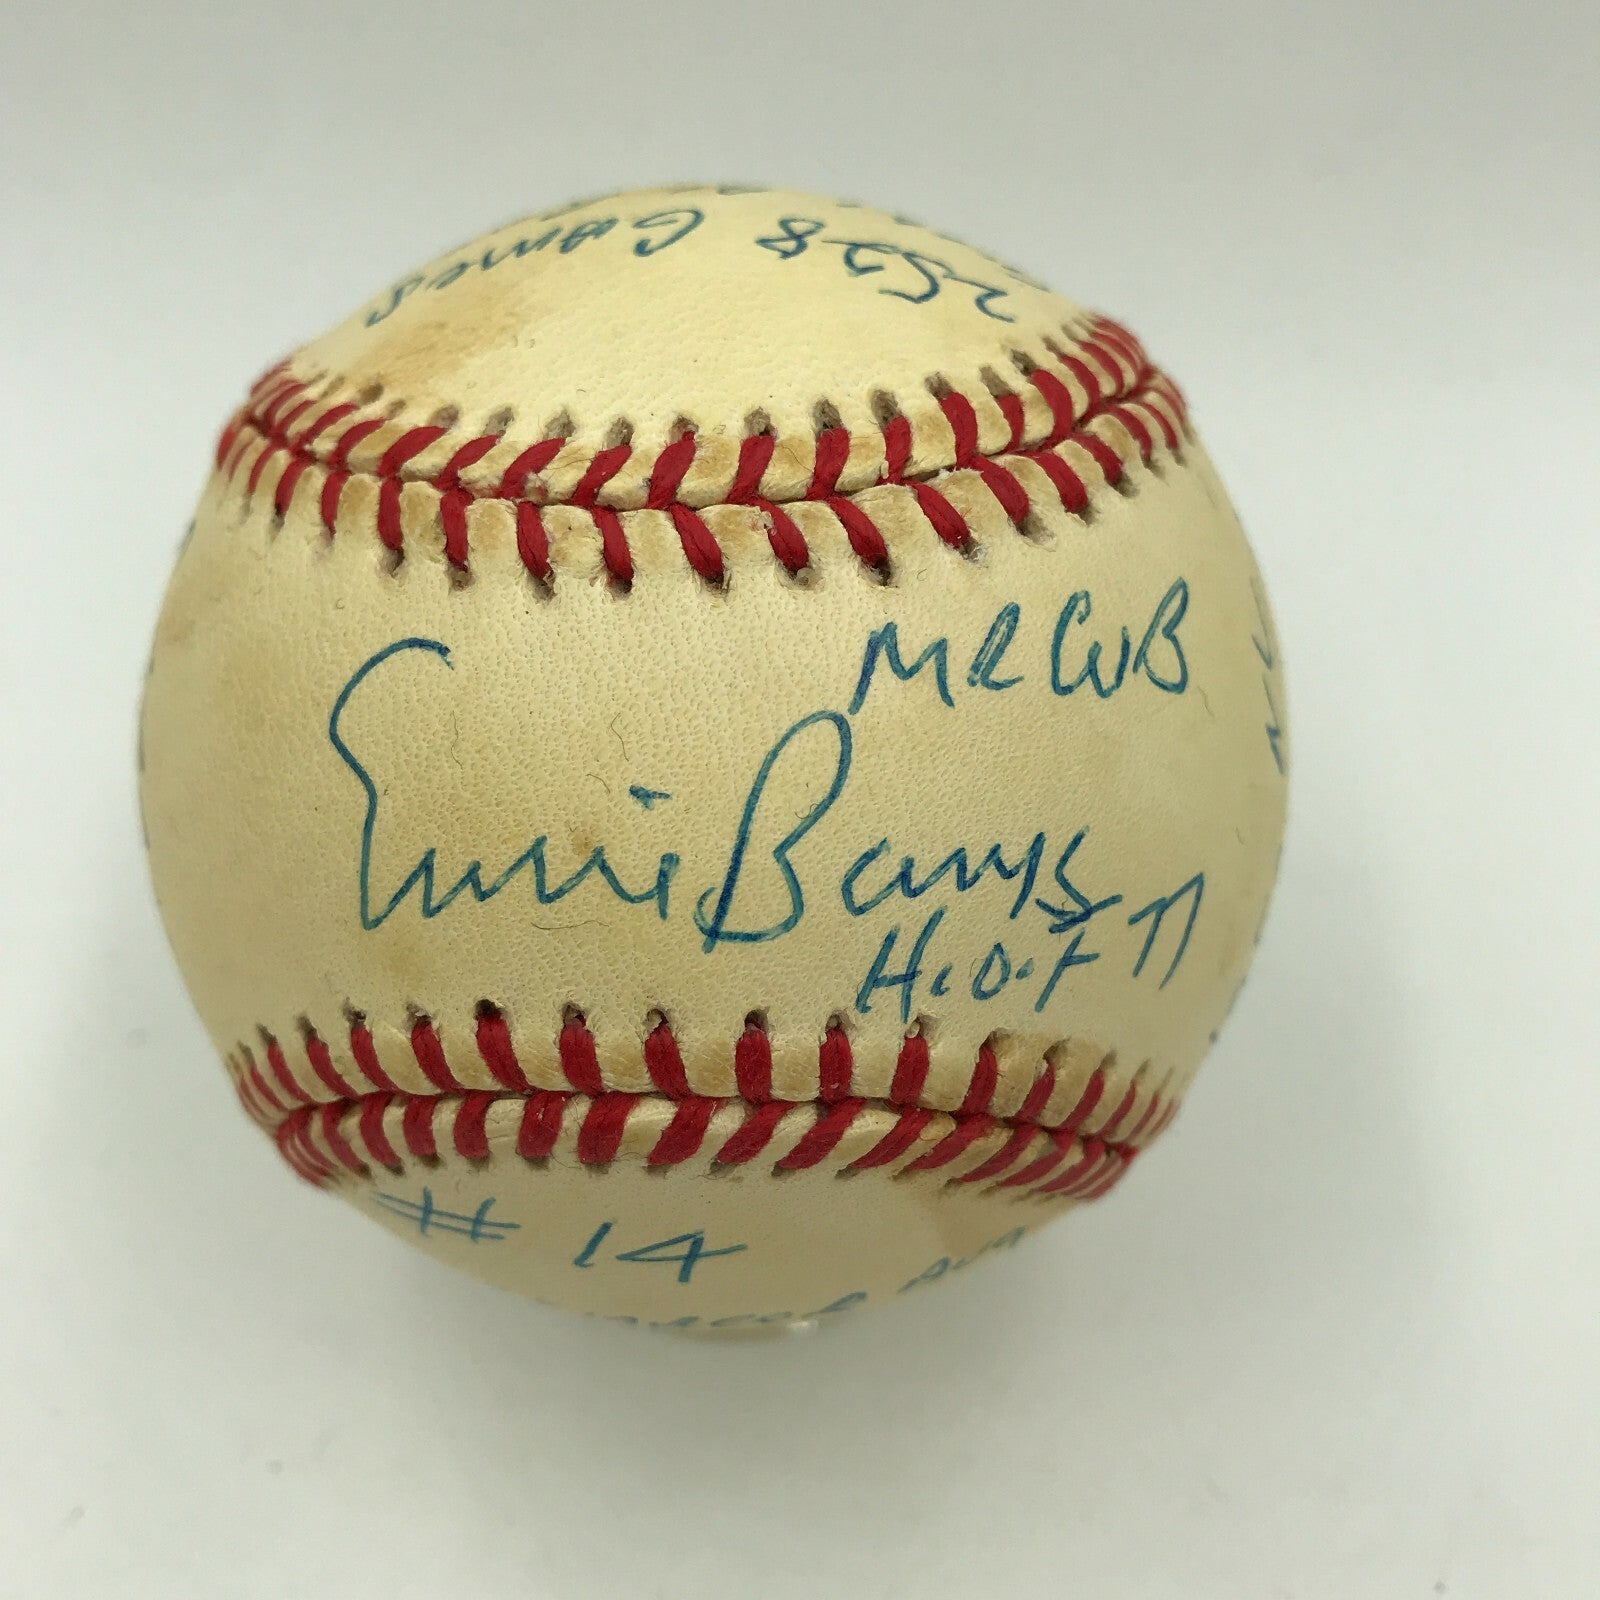 2528 Games
Mr Cub
Ernie Banks
H.O.F 77
# 14